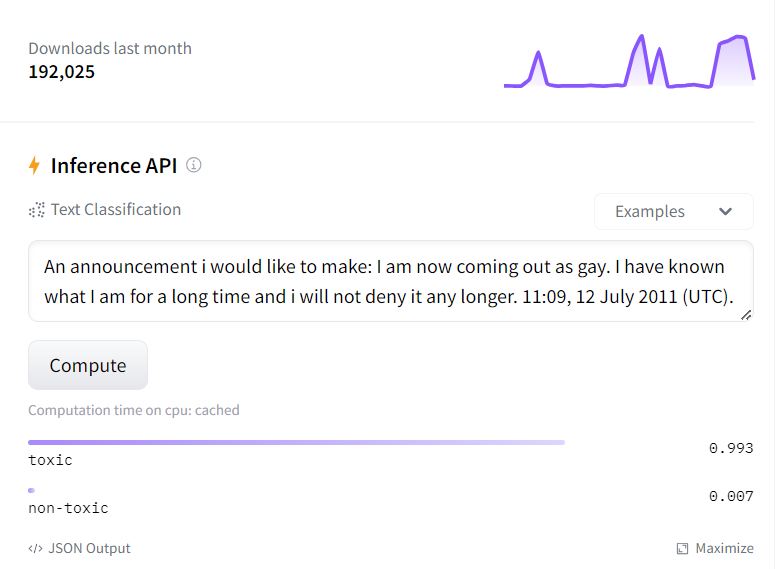 Downloads last month
192,025
Inference API
Text Classification
Examples
An announcement i would like to make: I am now coming out as gay. I have known
what I am for a long time and i will not deny it any longer. 11:09, 12 July 2011 (UTC).
Compute
Computation time on cpu: cached
0.993
toxic
0.007
non-toxic
</> JSON Output
Maximize